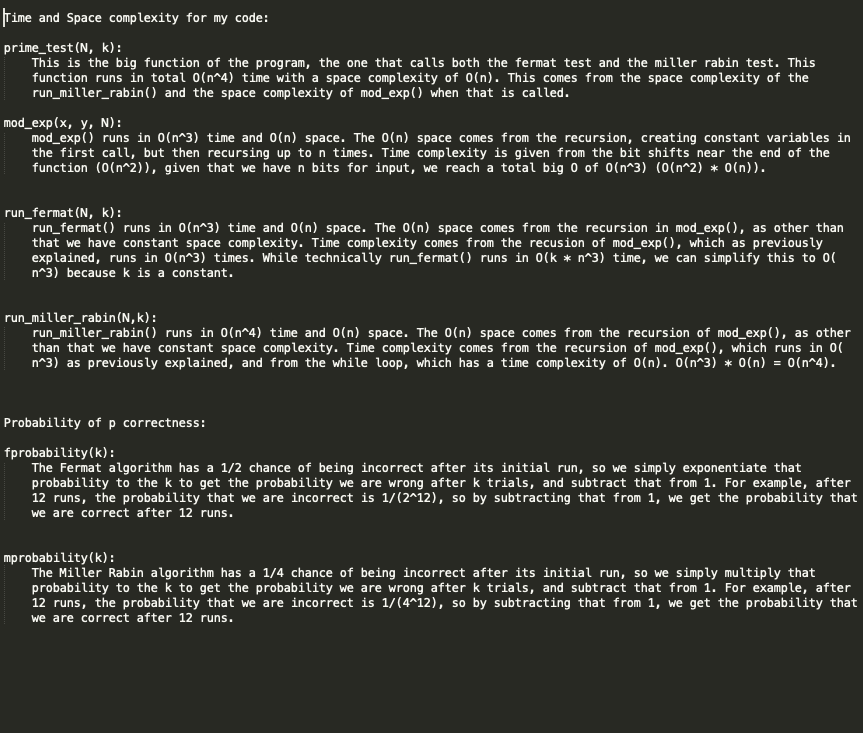 Time and Space complexity for my code:
prime_test(N, k):
This is the big function of the program, the one that calls both the fermat test and the miller rabin test. This
function runs in total O(n^4) time with a space complexity of O(n). This comes from the space complexity of the
run_miller_rabin() and the space complexity of mod_exp() when that is called.
mod_exp(x, y, N):
mod_exp() runs in O(n^3) time and O(n) space. The O(n) space comes from the recursion, creating constant variables in
the first call, but then recursing up to n times. Time complexity is given from the bit shifts near the end of the
function (O(n^2)), given that we have n bits for input, we reach a total big O of O(n^3) (O(n^2) * O(n)).
run_fermat(N, k):
run_fermat() runs in O(n^3) time and O(n) space. The O(n) space comes from the recursion in mod_exp(), as other than
that we have constant space complexity. Time complexity comes from the recusion of mod_exp(), which as previously
explained, runs in O(n^3) times. While technically run_fermat() runs in O(k * n^3) time, we can simplify this to O(
n^3) because k is a constant.
run_miller_rabin(N,k):
run_miller_rabin() runs in O(n^4) time and O(n) space. The O(n) space comes from the recursion of mod_exp(), as other
than that we have constant space complexity. Time complexity comes from the recursion of mod_exp(), which runs in O(
n^3) as previously explained, and from the while loop, which has a time complexity of O(n). O(n^3) * O(n) = O(n^4).
Probability of p correctness:
fprobability(k):
The Fermat algorithm has a 1/2 chance of being incorrect after its initial run, so we simply exponentiate that
probability to the k to get the probability we are wrong after k trials, and subtract that from 1. For example, after
12 runs, the probability that we are incorrect is 1/(2^12), so by subtracting that from 1, we get the probability that
we are correct after 12 runs.
mprobability(k):
The Miller Rabin algorithm has a 1/4 chance of being incorrect after its initial run, so we simply multiply that
probability to the k to get the probability we are wrong after k trials, and subtract that from 1. For example, after
12 runs, the probability that we are incorrect is 1/(4^12), so by subtracting that from 1, we get the probability that
we are correct after 12 runs.